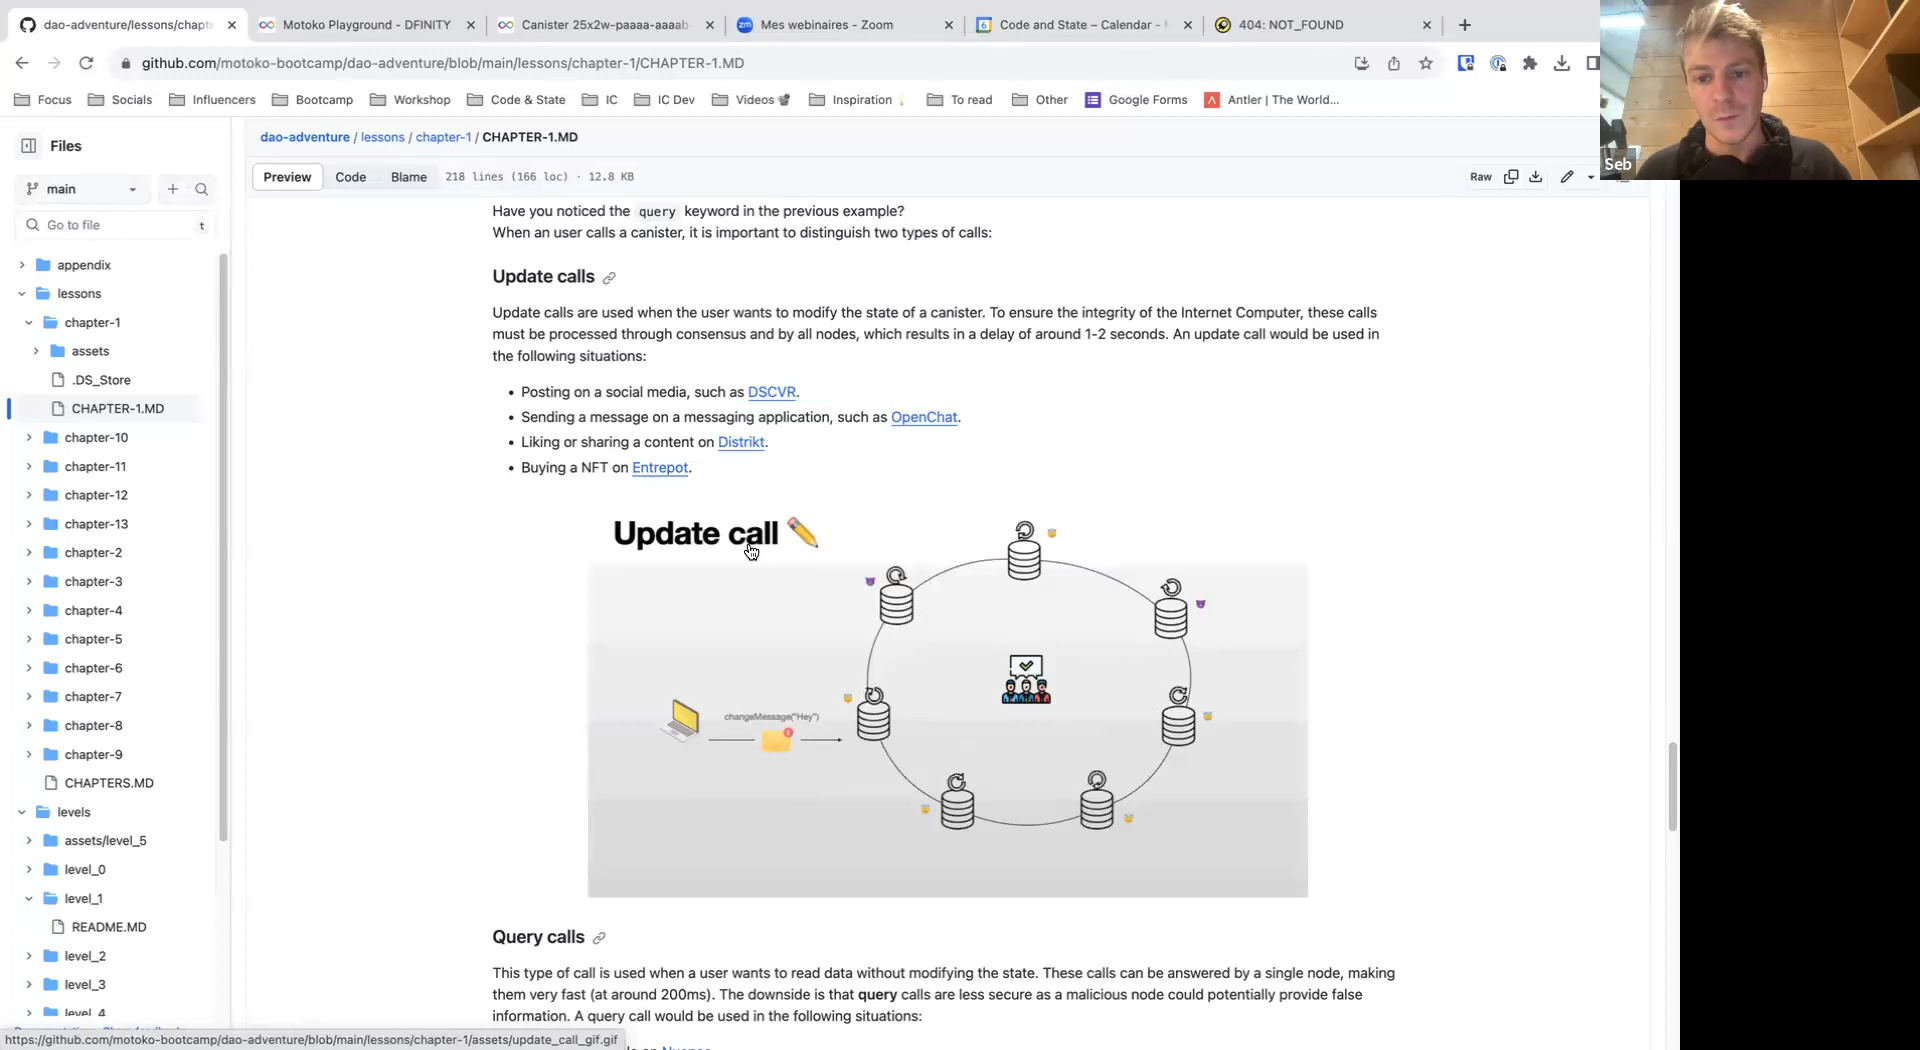 dao-adventure/lessons/chapt
Motoko Playground - DFINITY
Canister 25x2w-paaaa-aaaab-
Mes webinaires - Zoom
Code and State – Calendar -
404: NOT_FOUND
github.com/motoko-bootcamp/dao-adventure/blob/main/lessons/chapter-1/CHAPTER-1.MD
Focus
Socials
Influencers
Bootcamp
Workshop
Code & State
IC
IC Dev
Videos
Inspiration
To read
Other
Google Forms
Antler | The World...
Seb
Files
dao-adventure / lessons / chapter-1 / CHAPTER-1.MD
main
Preview Code Blame 218 lines (166 loc) · 12.8 KB
Raw
Go to file t
appendix
lessons
chapter-1
assets
.DS_Store
CHAPTER-1.MD
chapter-10
chapter-11
chapter-12
chapter-13
chapter-2
chapter-3
chapter-4
chapter-5
chapter-6
chapter-7
chapter-8
chapter-9
CHAPTERS.MD
levels
assets/level_5
level_0
level_1
README.MD
level_2
level_3
level_4
Have you noticed the query keyword in the previous example?
When an user calls a canister, it is important to distinguish two types of calls:
Update calls
Update calls are used when the user wants to modify the state of a canister. To ensure the integrity of the Internet Computer, these calls
must be processed through consensus and by all nodes, which results in a delay of around 1-2 seconds. An update call would be used in
the following situations:
• Posting on a social media, such as DSCVR.
• Sending a message on a messaging application, such as OpenChat.
• Liking or sharing a content on Distrikt.
• Buying a NFT on Entrepot.
Update call
changeMessage("Hey")
Query calls
This type of call is used when a user wants to read data without modifying the state. These calls can be answered by a single node, making
them very fast (at around 200ms). The downside is that query calls are less secure as a malicious node could potentially provide false
information. A query call would be used in the following situations:
https://github.com/motoko-bootcamp/dao-adventure/blob/main/lessons/chapter-1/assets/update_call_gif.gif